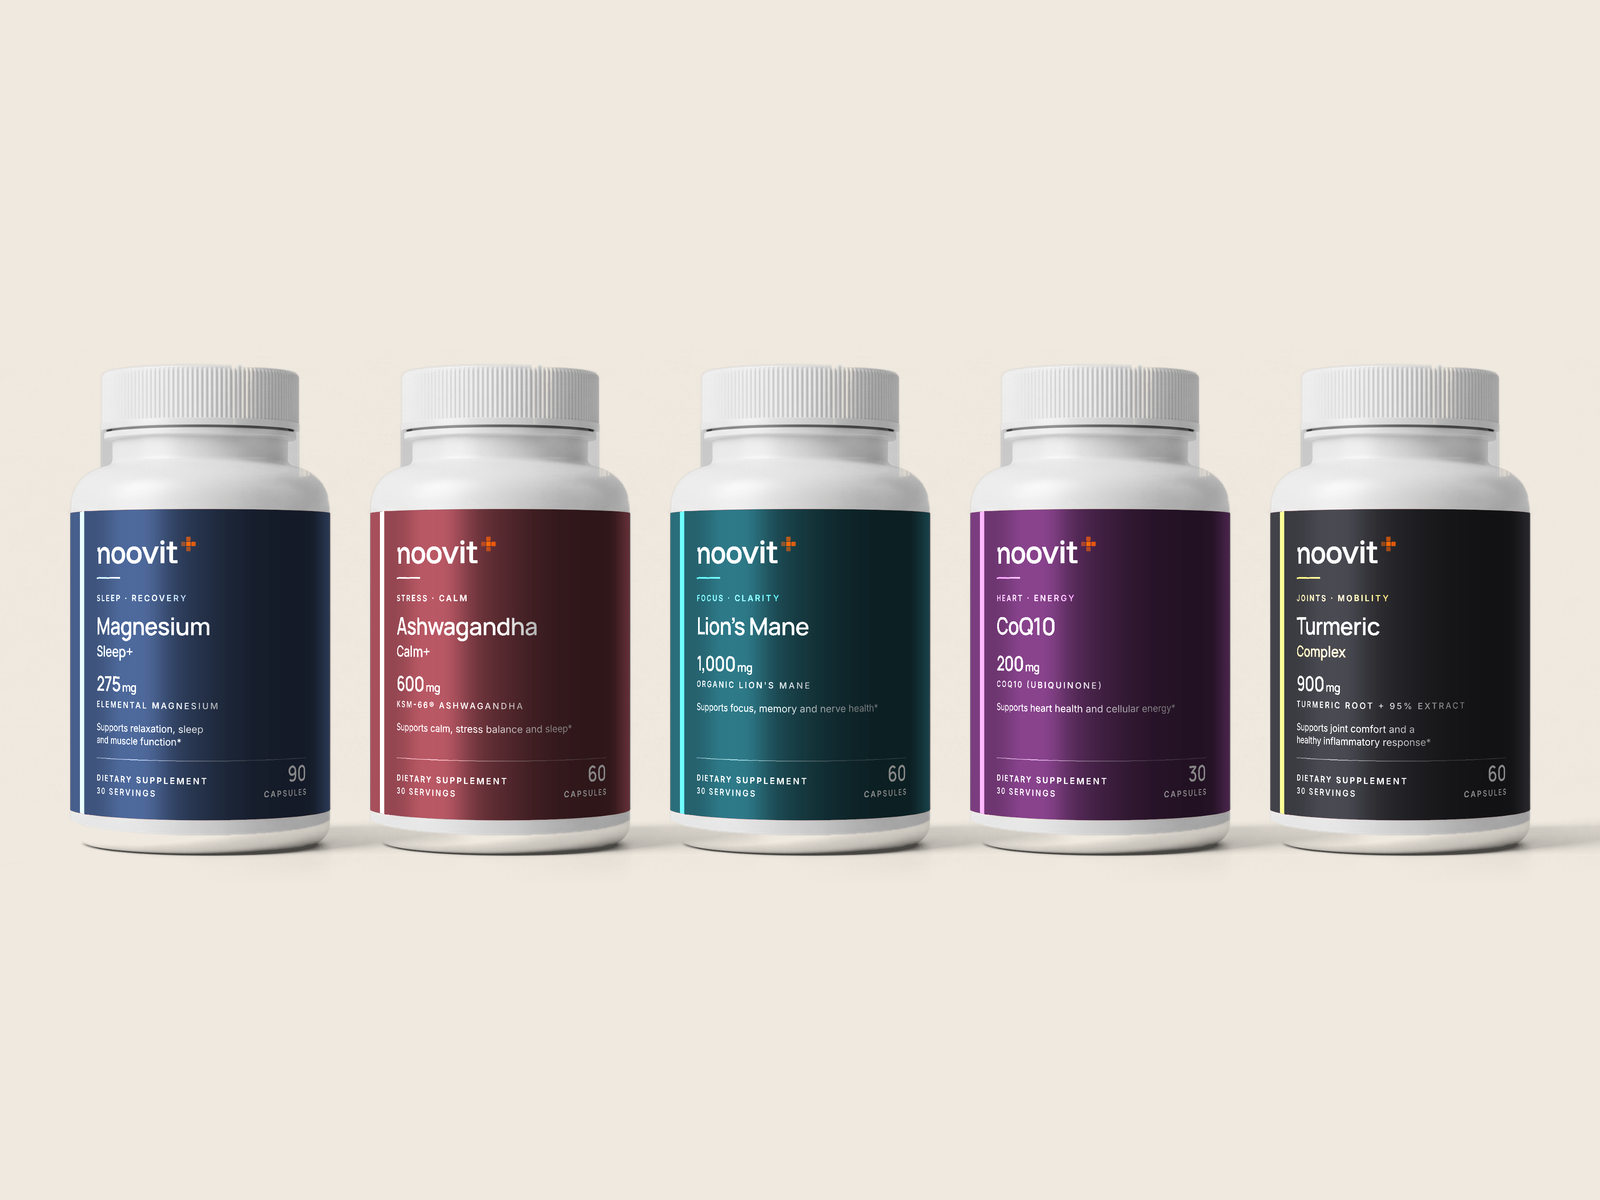 noovit
SLEEP · RECOVERY
Magnesium
Sleep+
275mg
ELEMENTAL MAGNESIUM
Supports relaxation, sleep
and muscle function*
DIETARY SUPPLEMENT
30 SERVINGS
90
CAPSULES
noovit
STRESS · CALM
Ashwagandha
Calm+
600mg
KSM-66® ASHWAGANDHA
Supports calm, stress balance and sleep*
DIETARY SUPPLEMENT
30 SERVINGS
60
CAPSULES
noovit
FOCUS · CLARITY
Lion's Mane
1,000mg
ORGANIC LION'S MANE
Supports focus, memory and nerve health*
DIETARY SUPPLEMENT
30 SERVINGS
60
CAPSULES
noovit
HEART · ENERGY
CoQ10
200mg
COQ10 (UBIQUINONE)
Supports heart health and cellular energy*
DIETARY SUPPLEMENT
30 SERVINGS
30
CAPSULES
noovit
JOINTS · MOBILITY
Turmeric
Complex
900mg
TURMERIC ROOT + 95% EXTRACT
Supports joint comfort and a
healthy inflammatory response*
DIETARY SUPPLEMENT
30 SERVINGS
60
CAPSULES